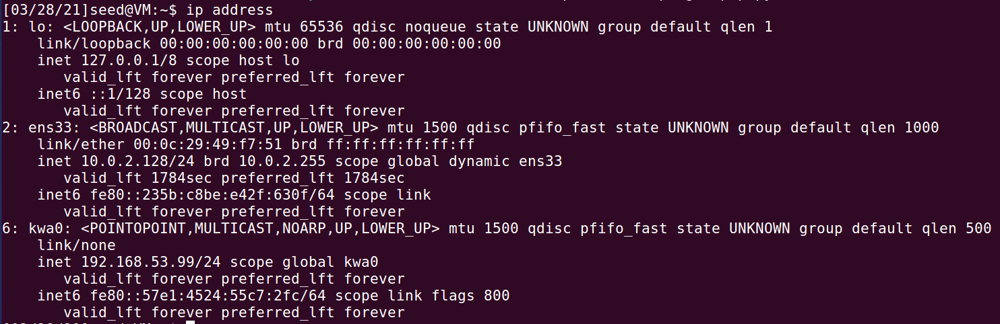 [03/28/21]seed@VM:~$ ip address
1: lo: <LOOPBACK,UP,LOWER_UP> mtu 65536 qdisc noqueue state UNKNOWN group default qlen 1
    link/loopback 00:00:00:00:00:00 brd 00:00:00:00:00:00
    inet 127.0.0.1/8 scope host lo
       valid_lft forever preferred_lft forever
    inet6 ::1/128 scope host
       valid_lft forever preferred_lft forever
2: ens33: <BROADCAST,MULTICAST,UP,LOWER_UP> mtu 1500 qdisc pfifo_fast state UNKNOWN group default qlen 1000
    link/ether 00:0c:29:49:f7:51 brd ff:ff:ff:ff:ff:ff
    inet 10.0.2.128/24 brd 10.0.2.255 scope global dynamic ens33
       valid_lft 1784sec preferred_lft 1784sec
    inet6 fe80::235b:c8be:e42f:630f/64 scope link
       valid_lft forever preferred_lft forever
6: kwa0: <POINTOPOINT,MULTICAST,NOARP,UP,LOWER_UP> mtu 1500 qdisc pfifo_fast state UNKNOWN group default qlen 500
    link/none
    inet 192.168.53.99/24 scope global kwa0
       valid_lft forever preferred_lft forever
    inet6 fe80::57e1:4524:55c7:2fc/64 scope link flags 800
       valid_lft forever preferred_lft forever